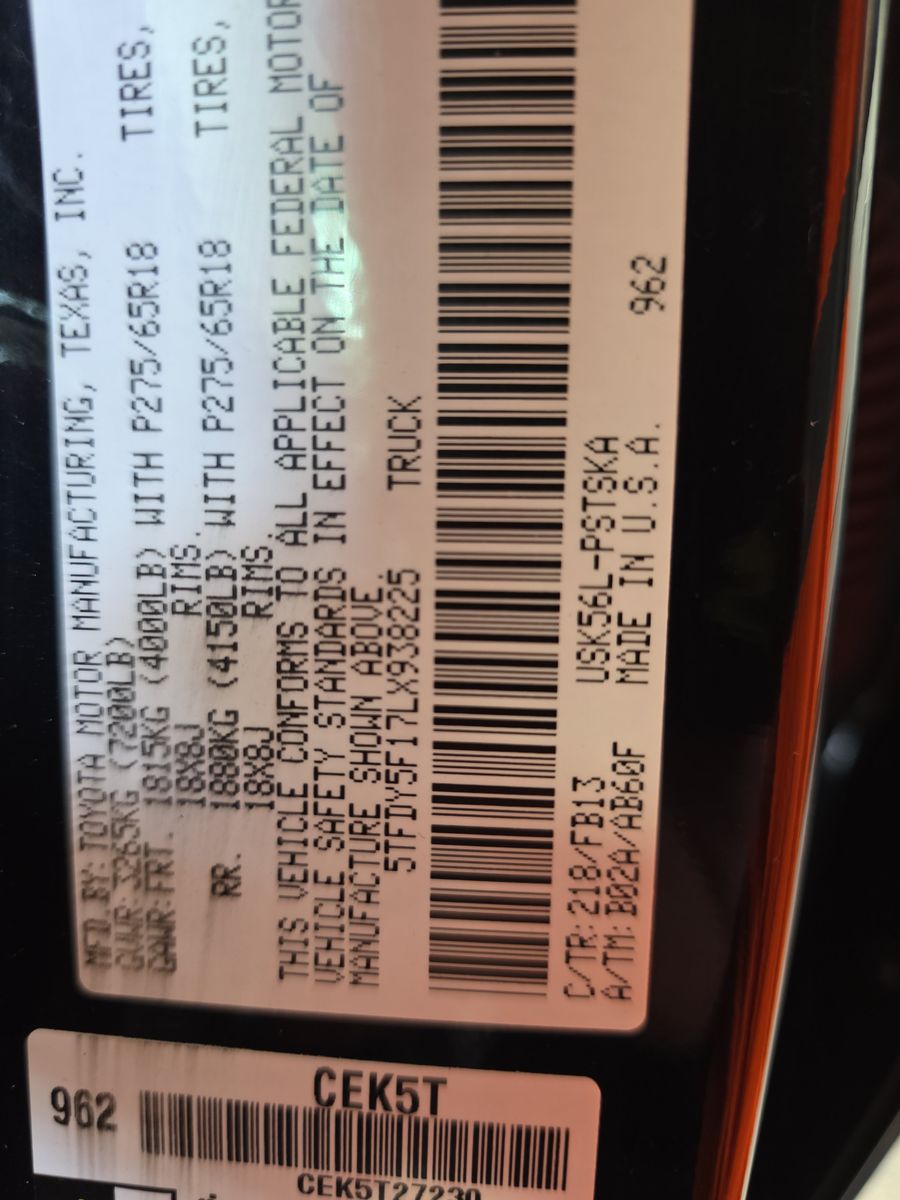 MFD. BY: TOYOTA MOTOR MANUFACTURING, TEXAS, INC.
GVWR: 3265KG (7200LB)
GAWR: FRT. 1815KG (4000LB) WITH P275/65R18 TIRES,
18X8J RIMS.
RR. 1880KG (4150LB) WITH P275/65R18 TIRES,
18X8J RIMS.
THIS VEHICLE CONFORMS TO ALL APPLICABLE FEDERAL MOTOR
VEHICLE SAFETY STANDARDS IN EFFECT ON THE DATE OF
MANUFACTURE SHOWN ABOVE.
5TFDY5F17LX938225 TRUCK
C/TR: 218/FB13 USK56L-PSTSKA
A/TM: B02A/AB60F MADE IN U.S.A. 962
962 CEK5T
CEK5T27230